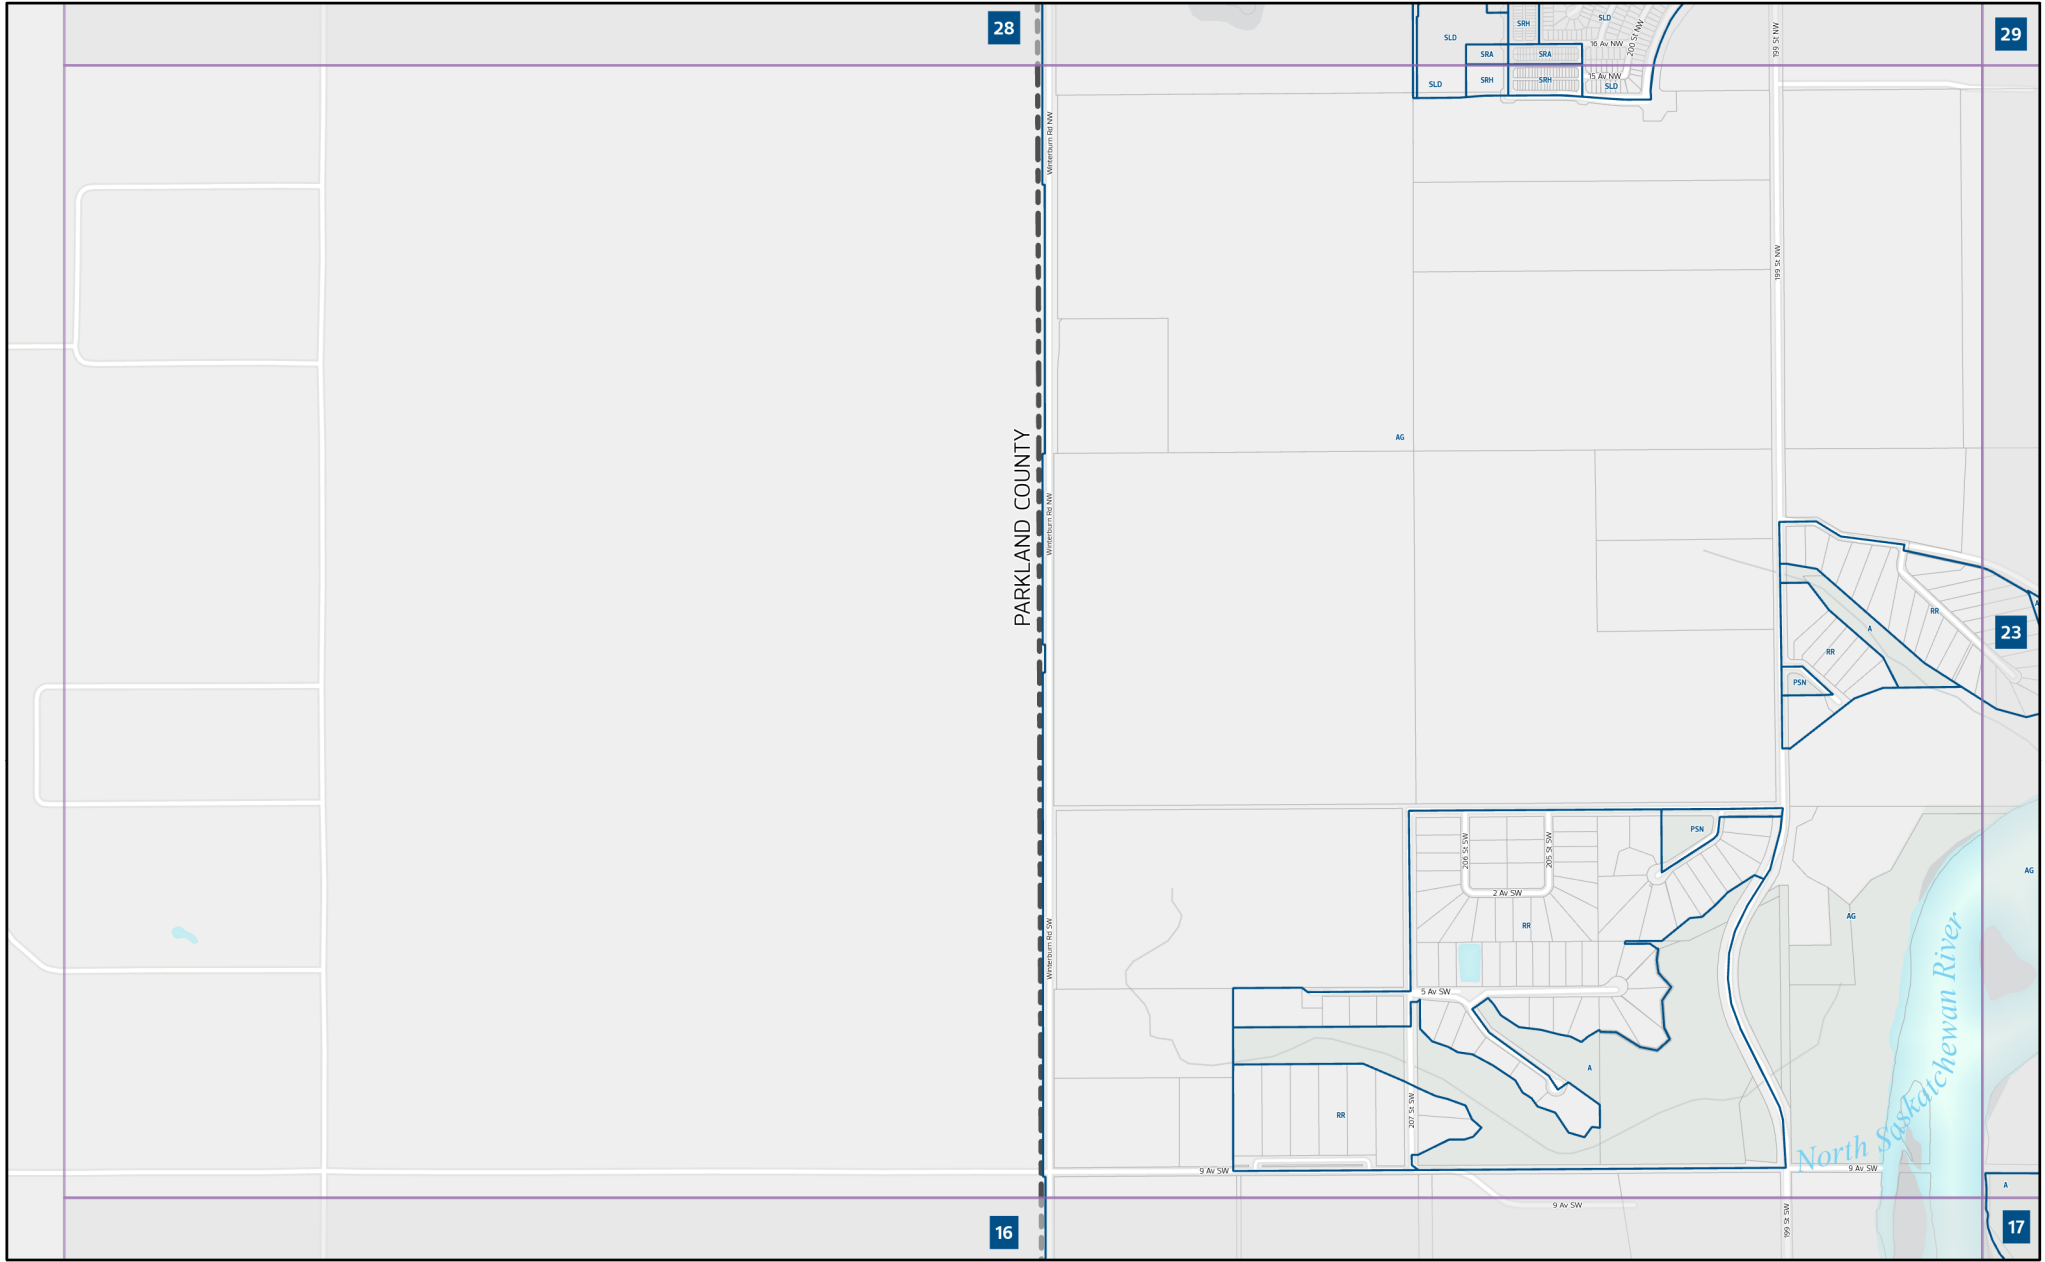 28
29
SRH
SLD
SLD
16 Av NW
200 St NW
199 St NW
SRA
SRA
15 Av NW
SLD
SRH
SRH
SLD
Winterburn Rd NW
199 St NW
AG
PARKLAND COUNTY
Winterburn Rd NW
A
RR
A
23
RR
PSN
PSN
206 St SW
205 St SW
AG
2 Av SW
AG
RR
Winterburn Rd SW
North Saskatchewan River
5 Av SW
A
207 St SW
RR
9 Av SW
9 Av SW
A
9 Av SW
199 St SW
16
17